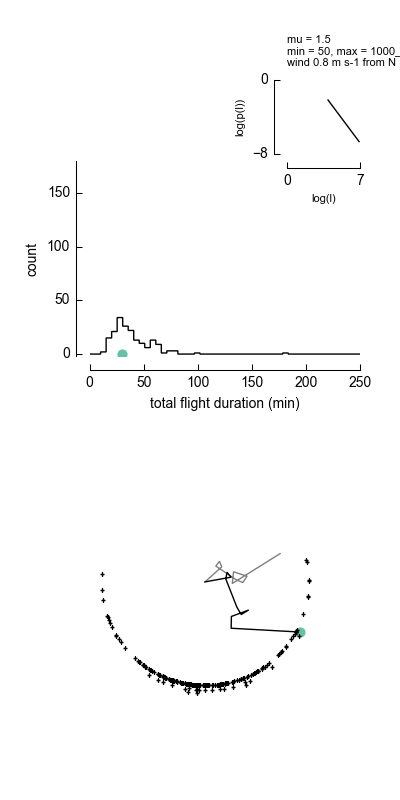 mu = 1.5
min = 50, max = 1000_
wind 0.8 m s-1 from N
0
log(p(l))
−8
0 7
log(l)
150
100
50
0
count
0 50 100 150 200 250
total flight duration (min)